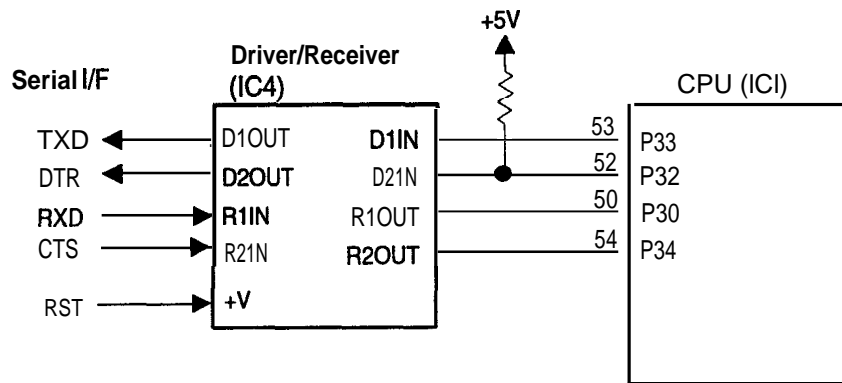 +5V
Driver/Receiver
(IC4)
Serial I/F
CPU (ICI)
TXD D1OUT D1IN 53 P33
DTR D2OUT D21N 52 P32
RXD R1IN R1OUT 50 P30
CTS R21N R2OUT 54 P34
RST +V